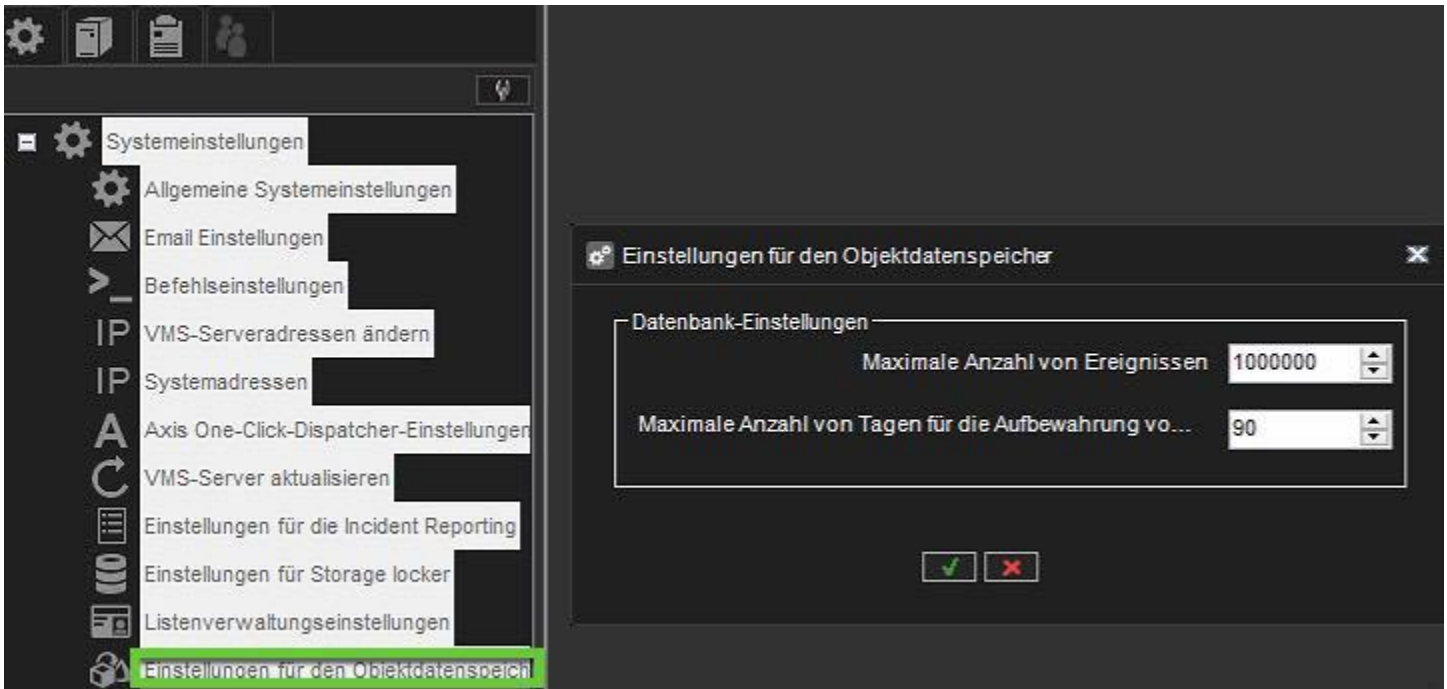 Systemeinstellungen
Allgemeine Systemeinstellungen
Email Einstellungen
>_ Befehlseinstellungen
IP VMS-Serveradressen ändern
IP Systemadressen
A Axis One-Click-Dispatcher-Einstellungen
VMS-Server aktualisieren
Einstellungen für die Incident Reporting
Einstellungen für Storage locker
Listenverwaltungseinstellungen
Einstellungen für den Objektdatenspeich
Einstellungen für den Objektdatenspeicher
Datenbank-Einstellungen
Maximale Anzahl von Ereignissen 1000000
Maximale Anzahl von Tagen für die Aufbewahrung vo... 90